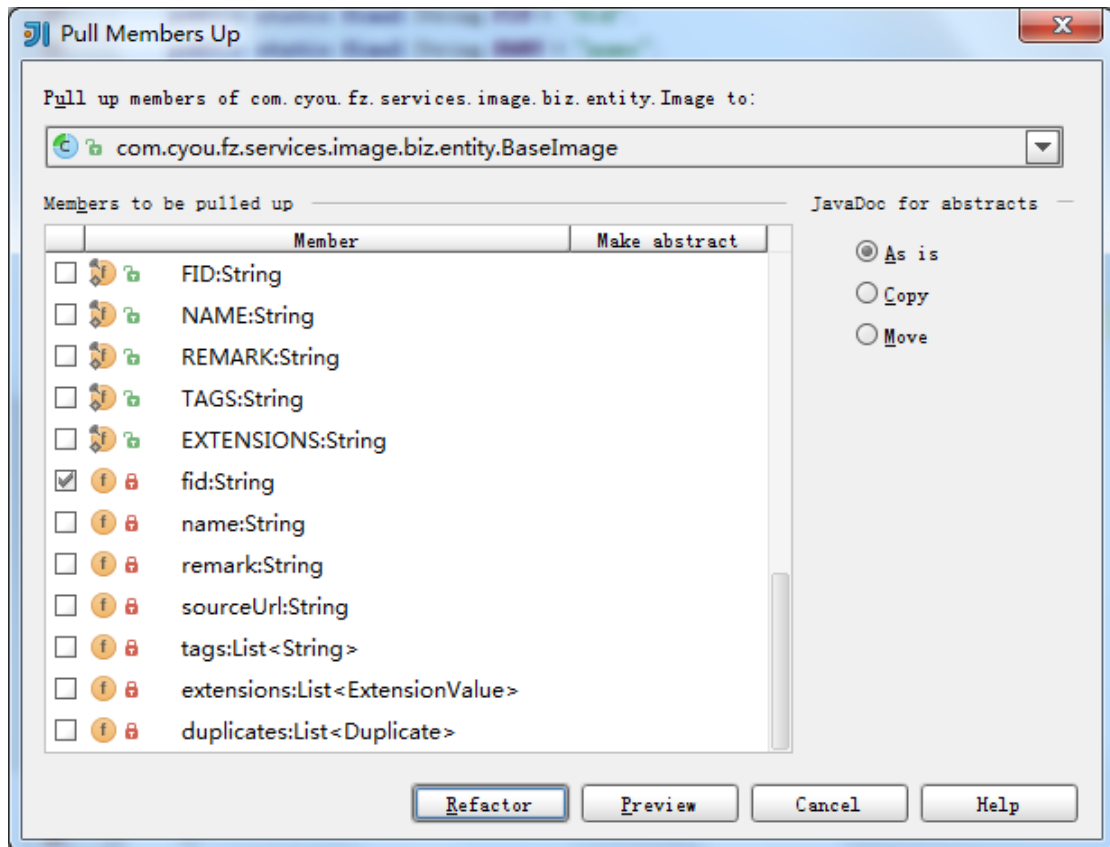 Pull Members Up
Pull up members of com.cyou.fz.services.image.biz.entity.Image to:
com.cyou.fz.services.image.biz.entity.BaseImage
Members to be pulled up
JavaDoc for abstracts
Member Make abstract
As is
Copy
Move
FID:String
NAME:String
REMARK:String
TAGS:String
EXTENSIONS:String
fid:String
name:String
remark:String
sourceUrl:String
tags:List<String>
extensions:List<ExtensionValue>
duplicates:List<Duplicate>
Refactor Preview Cancel Help